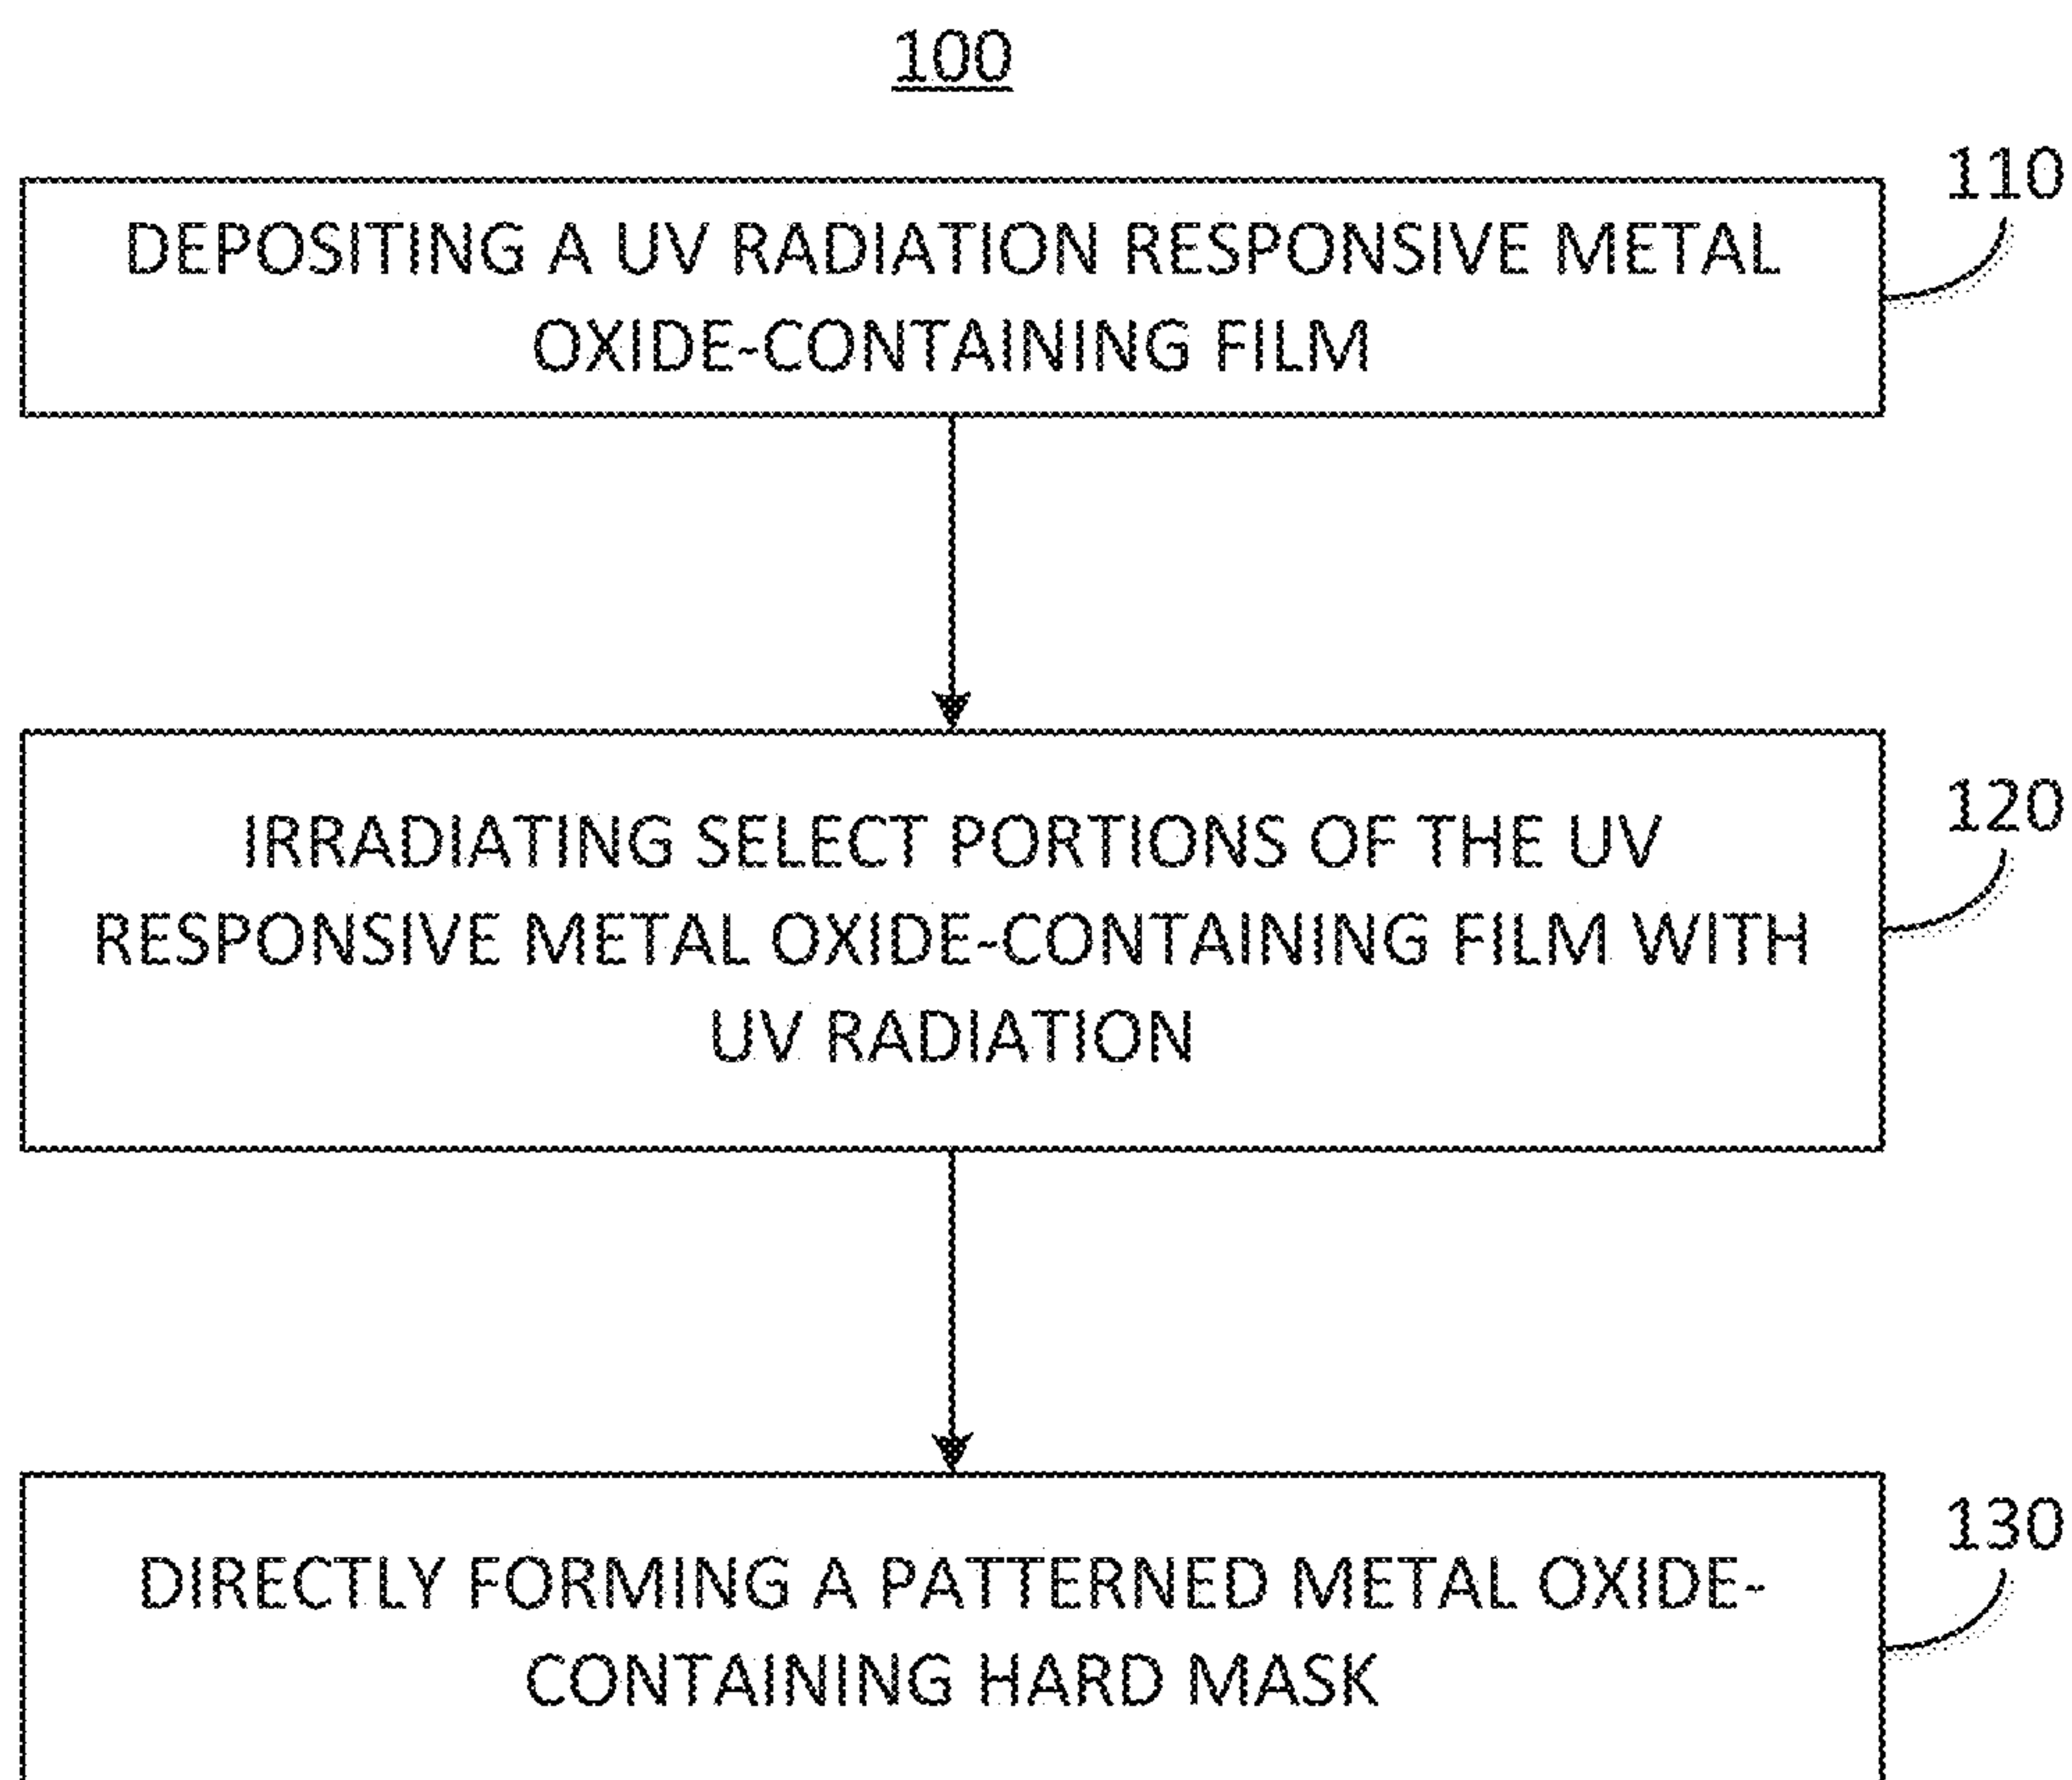 100
110
DEPOSITING A UV RADIATION RESPONSIVE METAL
OXIDE-CONTAINING FILM
120
IRRADIATING SELECT PORTIONS OF THE UV
RESPONSIVE METAL OXIDE-CONTAINING FILM WITH
UV RADIATION
130
DIRECTLY FORMING A PATTERNED METAL OXIDE-
CONTAINING HARD MASK